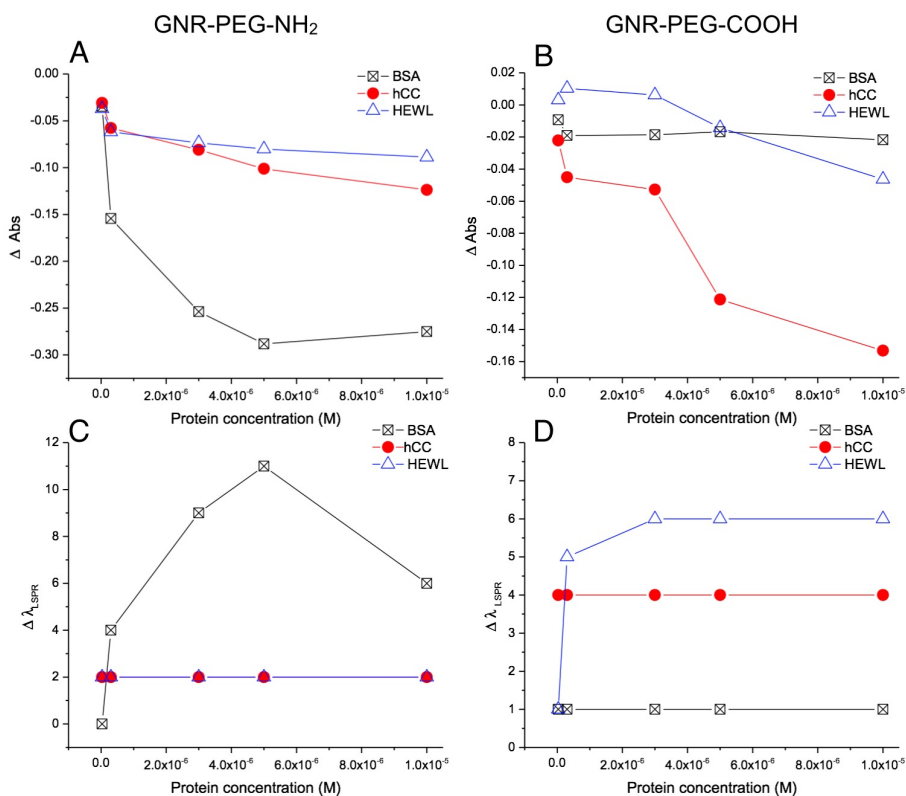 GNR-PEG-NH₂
GNR-PEG-COOH
A
BSA
hCC
HEWL
0.00
-0.05
-0.10
-0.15
-0.20
-0.25
-0.30
Δ Abs
0.0 2.0x10⁻⁶ 4.0x10⁻⁶ 6.0x10⁻⁶ 8.0x10⁻⁶ 1.0x10⁻⁵
Protein concentration (M)
B
BSA
hCC
HEWL
0.02
0.00
-0.02
-0.04
-0.06
-0.08
-0.10
-0.12
-0.14
-0.16
Δ Abs
0.0 2.0x10⁻⁶ 4.0x10⁻⁶ 6.0x10⁻⁶ 8.0x10⁻⁶ 1.0x10⁻⁵
Protein concentration (M)
C
BSA
hCC
HEWL
12
10
8
6
4
2
0
Δ λLSPR
0.0 2.0x10⁻⁶ 4.0x10⁻⁶ 6.0x10⁻⁶ 8.0x10⁻⁶ 1.0x10⁻⁵
Protein concentration (M)
D
BSA
hCC
HEWL
8
7
6
5
4
3
2
1
0
Δ λ LSPR
0.0 2.0x10⁻⁶ 4.0x10⁻⁶ 6.0x10⁻⁶ 8.0x10⁻⁶ 1.0x10⁻⁵
Protein concentration (M)